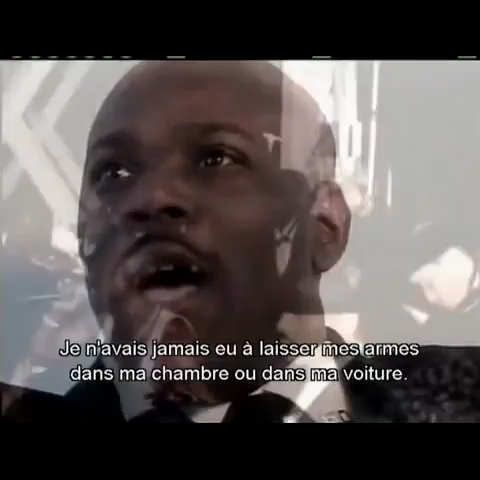 Je n'avais jamais eu à laisser mes armes
dans ma chambre ou dans ma voiture.